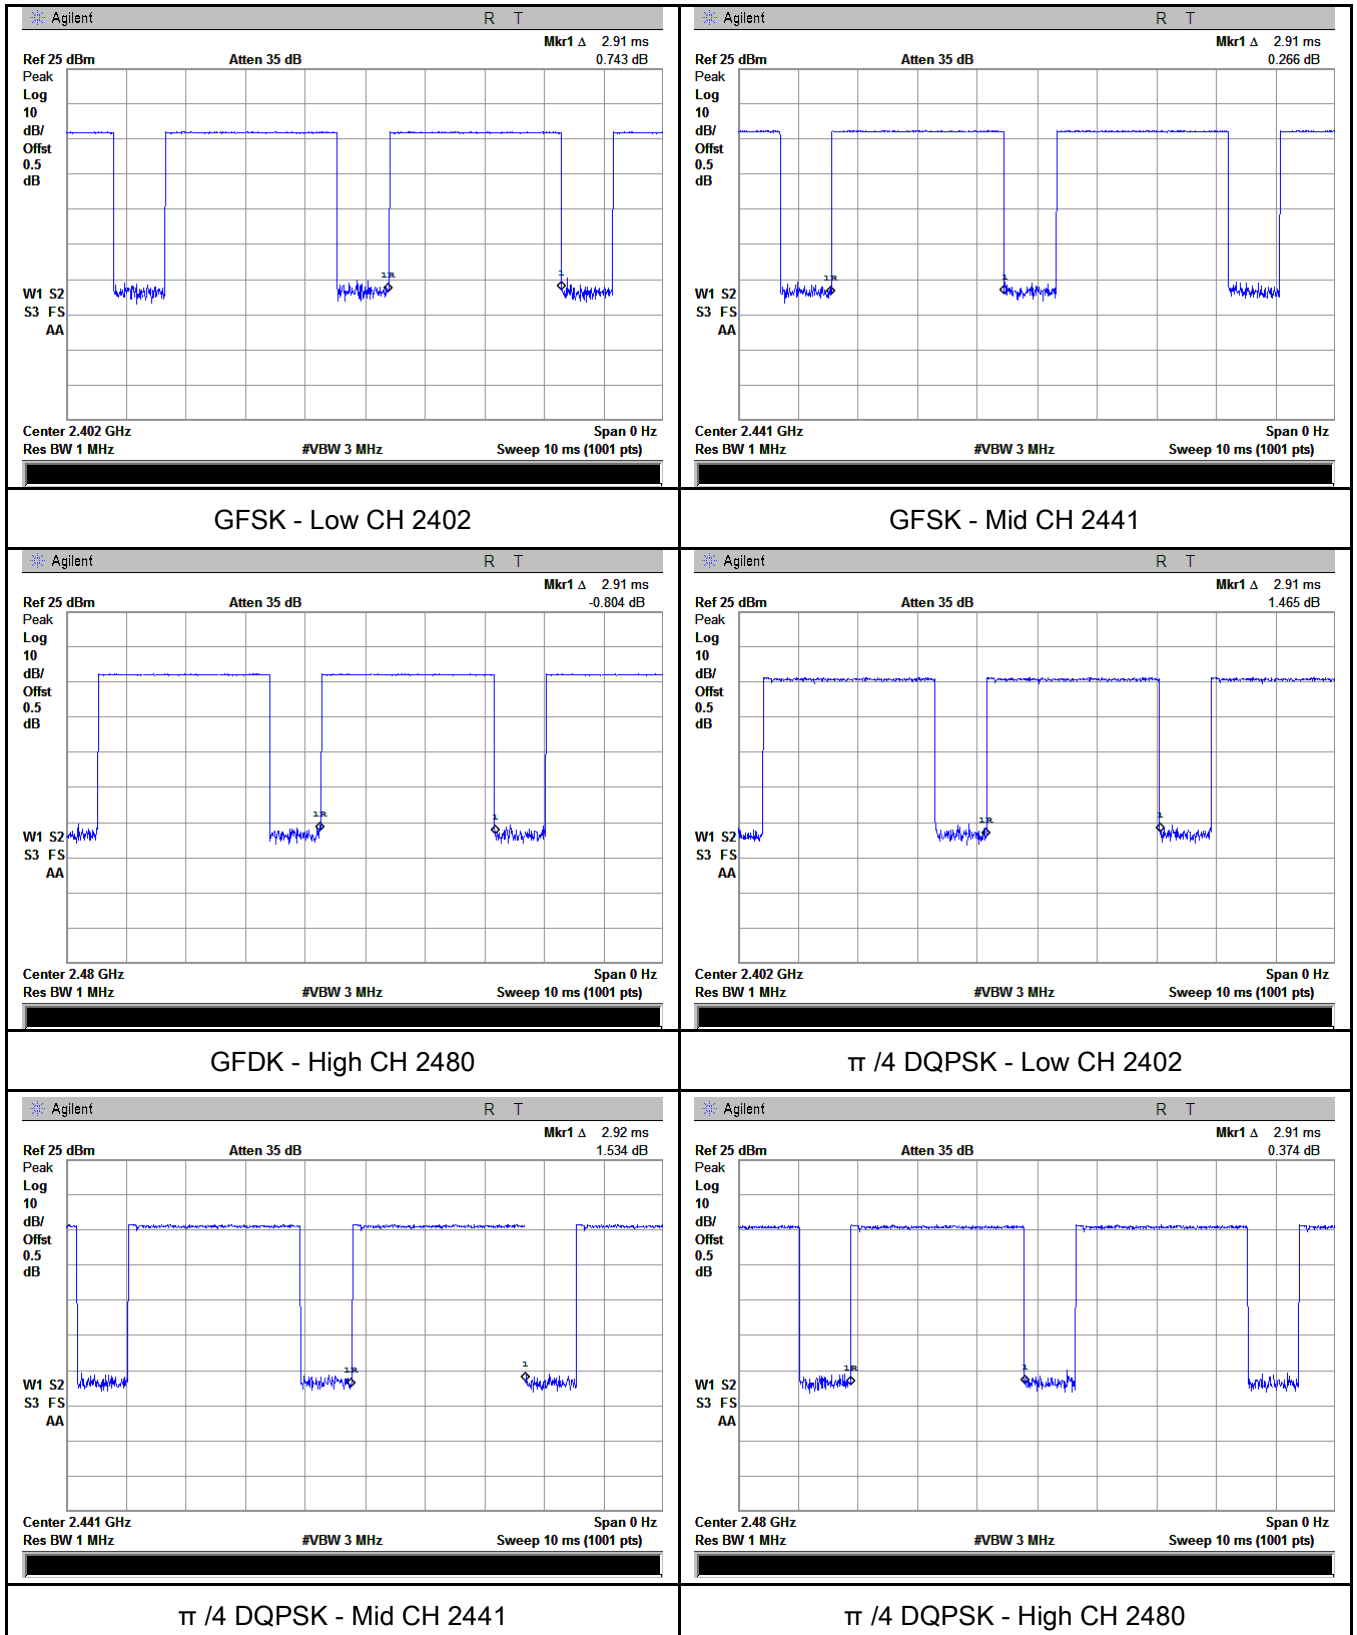 Agilent R T
Mkr1 Δ 2.91 ms
Ref 25 dBm Atten 35 dB 0.743 dB
Peak
Log
10
dB/
Offst
0.5
dB
1R
1
W1 S2
S3 FS
AA
Center 2.402 GHz Span 0 Hz
Res BW 1 MHz #VBW 3 MHz Sweep 10 ms (1001 pts)
GFSK - Low CH 2402
Agilent R T
Mkr1 Δ 2.91 ms
Ref 25 dBm Atten 35 dB 0.266 dB
Peak
Log
10
dB/
Offst
0.5
dB
1R
1
W1 S2
S3 FS
AA
Center 2.441 GHz Span 0 Hz
Res BW 1 MHz #VBW 3 MHz Sweep 10 ms (1001 pts)
GFSK - Mid CH 2441
Agilent R T
Mkr1 Δ 2.91 ms
Ref 25 dBm Atten 35 dB -0.804 dB
Peak
Log
10
dB/
Offst
0.5
dB
1R
1
W1 S2
S3 FS
AA
Center 2.48 GHz Span 0 Hz
Res BW 1 MHz #VBW 3 MHz Sweep 10 ms (1001 pts)
GFDK - High CH 2480
Agilent R T
Mkr1 Δ 2.91 ms
Ref 25 dBm Atten 35 dB 1.465 dB
Peak
Log
10
dB/
Offst
0.5
dB
1R
1
W1 S2
S3 FS
AA
Center 2.402 GHz Span 0 Hz
Res BW 1 MHz #VBW 3 MHz Sweep 10 ms (1001 pts)
π /4 DQPSK - Low CH 2402
Agilent R T
Mkr1 Δ 2.92 ms
Ref 25 dBm Atten 35 dB 1.534 dB
Peak
Log
10
dB/
Offst
0.5
dB
1R
1
W1 S2
S3 FS
AA
Center 2.441 GHz Span 0 Hz
Res BW 1 MHz #VBW 3 MHz Sweep 10 ms (1001 pts)
π /4 DQPSK - Mid CH 2441
Agilent R T
Mkr1 Δ 2.91 ms
Ref 25 dBm Atten 35 dB 0.374 dB
Peak
Log
10
dB/
Offst
0.5
dB
1R
1
W1 S2
S3 FS
AA
Center 2.48 GHz Span 0 Hz
Res BW 1 MHz #VBW 3 MHz Sweep 10 ms (1001 pts)
π /4 DQPSK - High CH 2480